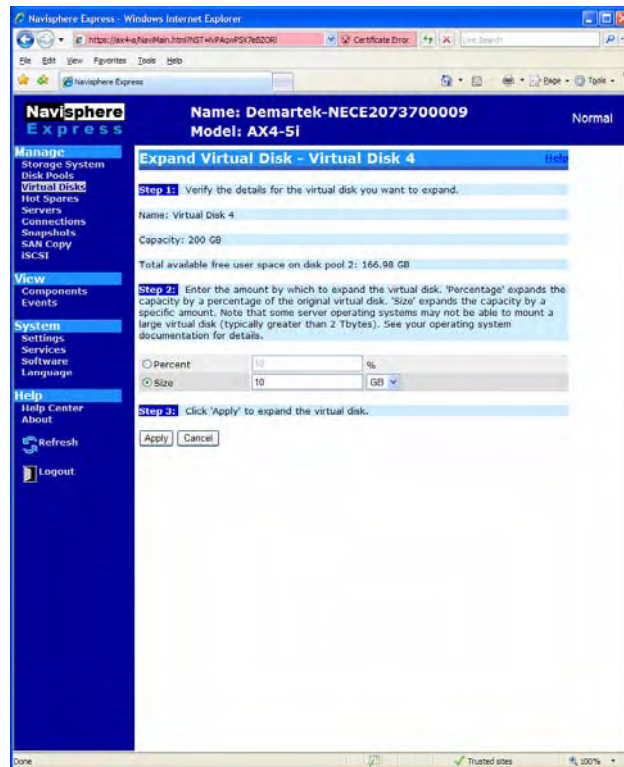 Navisphere Express - Windows Internet Explorer
Certificate Error
Live Search
File Edit View Favorites Tools Help
Navisphere Express
Page
Tools
Navisphere
Express
Name: Demartek-NECE2073700009
Model: AX4-5i
Normal
Manage
Storage System
Disk Pools
Virtual Disks
Hot Spares
Servers
Connections
Snapshots
SAN Copy
iSCSI
View
Components
Events
System
Settings
Services
Software
Language
Help
Help Center
About
Refresh
Logout
Expand Virtual Disk - Virtual Disk 4
Help
Step 1: Verify the details for the virtual disk you want to expand.
Name: Virtual Disk 4
Capacity: 200 GB
Total available free user space on disk pool 2: 166.98 GB
Step 2: Enter the amount by which to expand the virtual disk. 'Percentage' expands the
capacity by a percentage of the original virtual disk. 'Size' expands the capacity by a
specific amount. Note that some server operating systems may not be able to mount a
large virtual disk (typically greater than 2 Tbytes). See your operating system
documentation for details.
Percent 10 %
Size 10 GB
Step 3: Click 'Apply' to expand the virtual disk.
Apply Cancel
Done
Trusted sites
100%